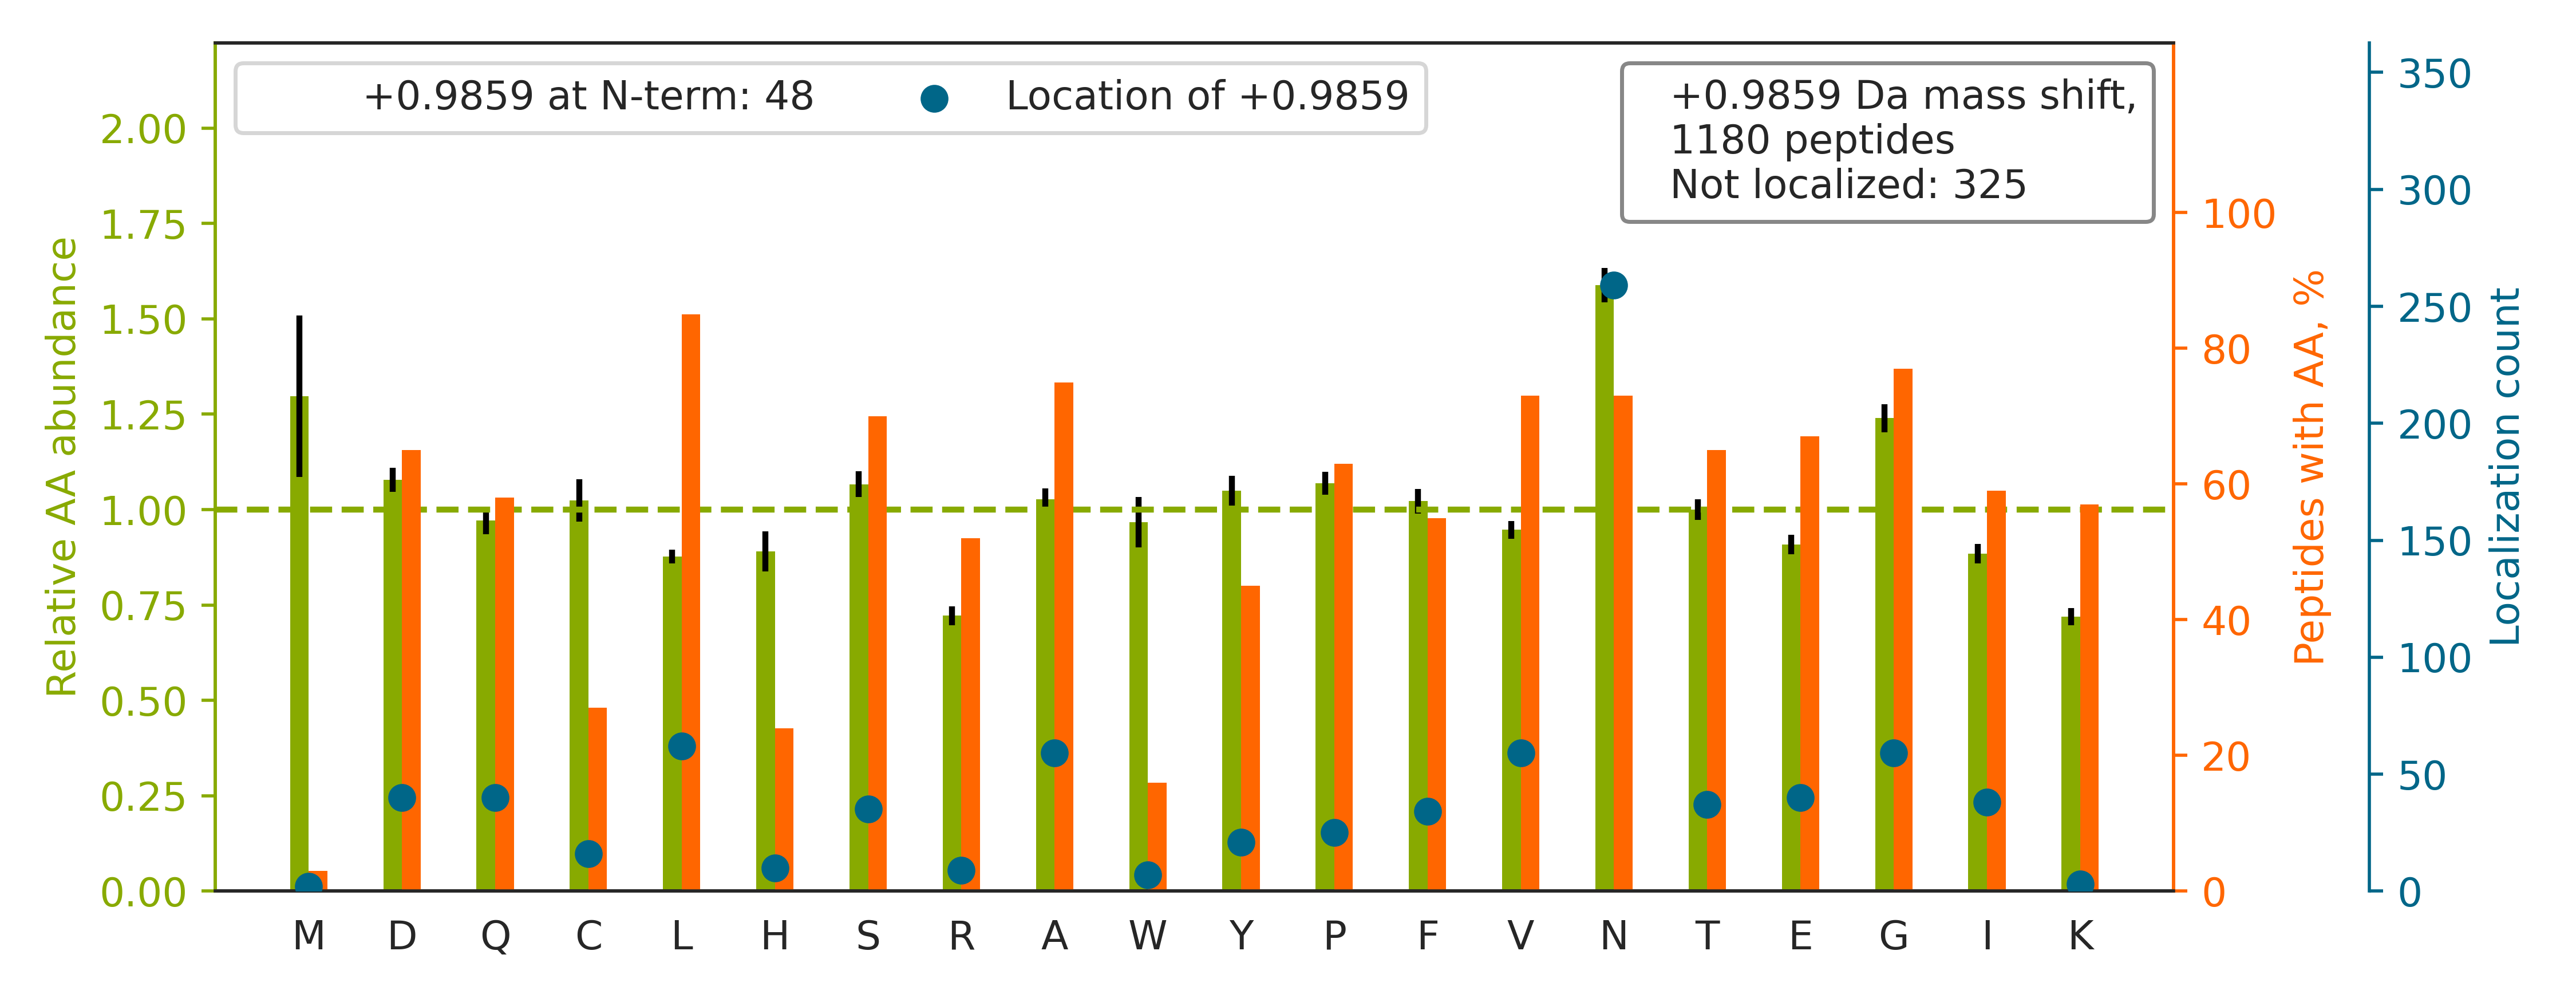 +0.9859 at N-term: 48
Location of +0.9859
+0.9859 Da mass shift,
1180 peptides
Not localized: 325
Relative AA abundance
2.00
1.75
1.50
1.25
1.00
0.75
0.50
0.25
0.00
M D Q C L H S R A W Y P F V N T E G I K
100
80
60
40
20
0
Peptides with AA, %
350
300
250
200
150
100
50
0
Localization count